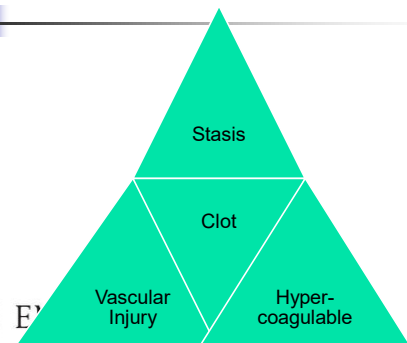 Stasis
Clot
Vascular
Injury
Hyper-
coagulable